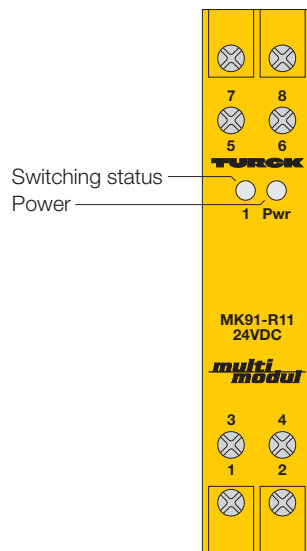 7 8
5 6
TURCK
Switching status
Power
1 Pwr
MK91-R11
24VDC
multi
modul
3 4
1 2